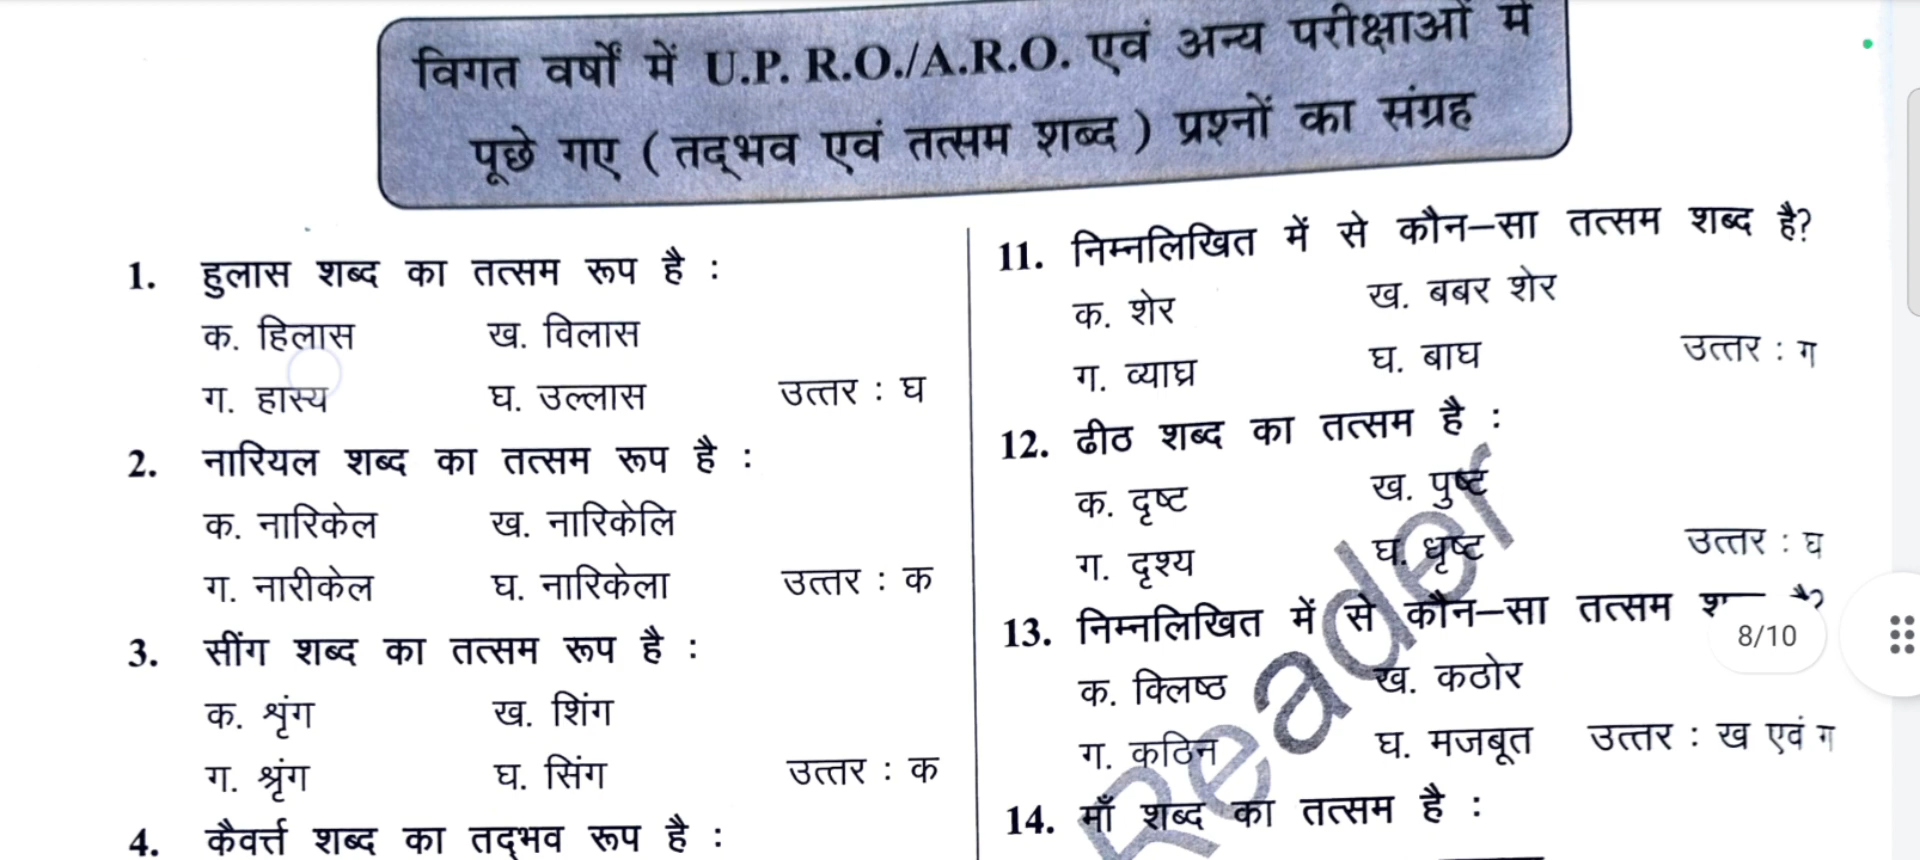 विगत वर्षों में U.P. R.O./A.R.O. एवं अन्य परीक्षाओं में
पूछे गए ( तद्भव एवं तत्सम शब्द ) प्रश्नों का संग्रह
1. हुलास शब्द का तत्सम रूप है :
क. हिलास ख. विलास
ग. हास्य घ. उल्लास उत्तर : घ
2. नारियल शब्द का तत्सम रूप है :
क. नारिकेल ख. नारिकेलि
ग. नारीकेल घ. नारिकेला उत्तर : क
3. सींग शब्द का तत्सम रूप है :
क. शृंग ख. शिंग
ग. श्रृंग घ. सिंग उत्तर : क
4. कैवर्त्त शब्द का तद्भव रूप है :
11. निम्नलिखित में से कौन–सा तत्सम शब्द है?
क. शेर ख. बबर शेर
ग. व्याघ्र घ. बाघ उत्तर : ग
12. ढीठ शब्द का तत्सम है :
क. दृष्ट ख. पुष्ट
ग. दृश्य घ. धृष्ट उत्तर : घ
13. निम्नलिखित में से कौन–सा तत्सम
क. क्लिष्ठ ख. कठोर
ग. कठिन घ. मजबूत उत्तर : ख एवं ग
14. माँ शब्द का तत्सम है :
Reader
8/10